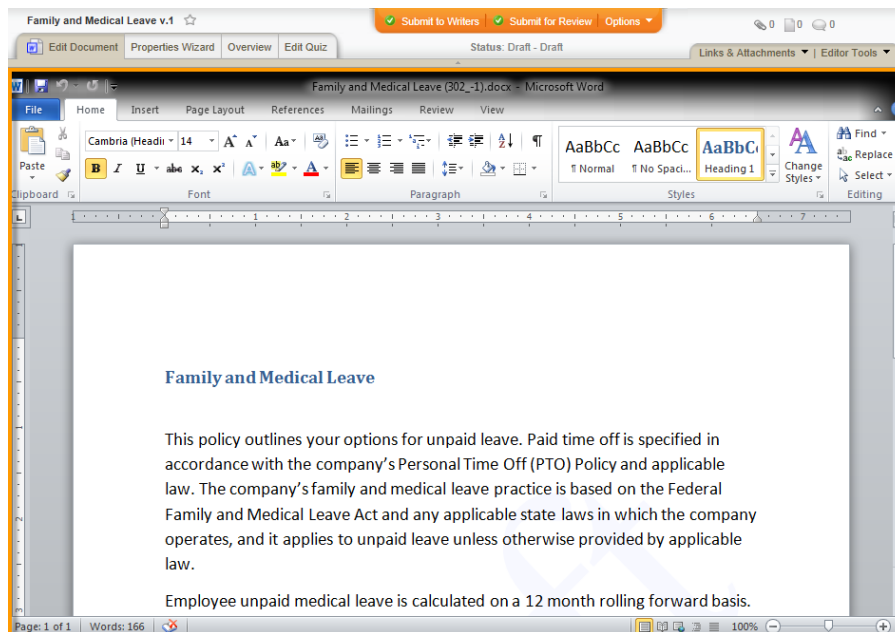 Family and Medical Leave v.1
Submit to Writers | Submit for Review | Options
0 0 0
Edit Document Properties Wizard Overview Edit Quiz
Status: Draft - Draft
Links & Attachments | Editor Tools
Family and Medical Leave (302_-1).docx - Microsoft Word
File Home Insert Page Layout References Mailings Review View
Paste
Clipboard
Cambria (Headi 14
Font
Paragraph
AaBbCc AaBbCc AaBbC
¶ Normal ¶ No Spaci... Heading 1
Change Styles
Styles
Find
Replace
Select
Editing
1 1 2 3 4 5 6 7
Family and Medical Leave
This policy outlines your options for unpaid leave. Paid time off is specified in
accordance with the company's Personal Time Off (PTO) Policy and applicable
law. The company's family and medical leave practice is based on the Federal
Family and Medical Leave Act and any applicable state laws in which the company
operates, and it applies to unpaid leave unless otherwise provided by applicable
law.
Employee unpaid medical leave is calculated on a 12 month rolling forward basis.
Page: 1 of 1 Words: 166 100%